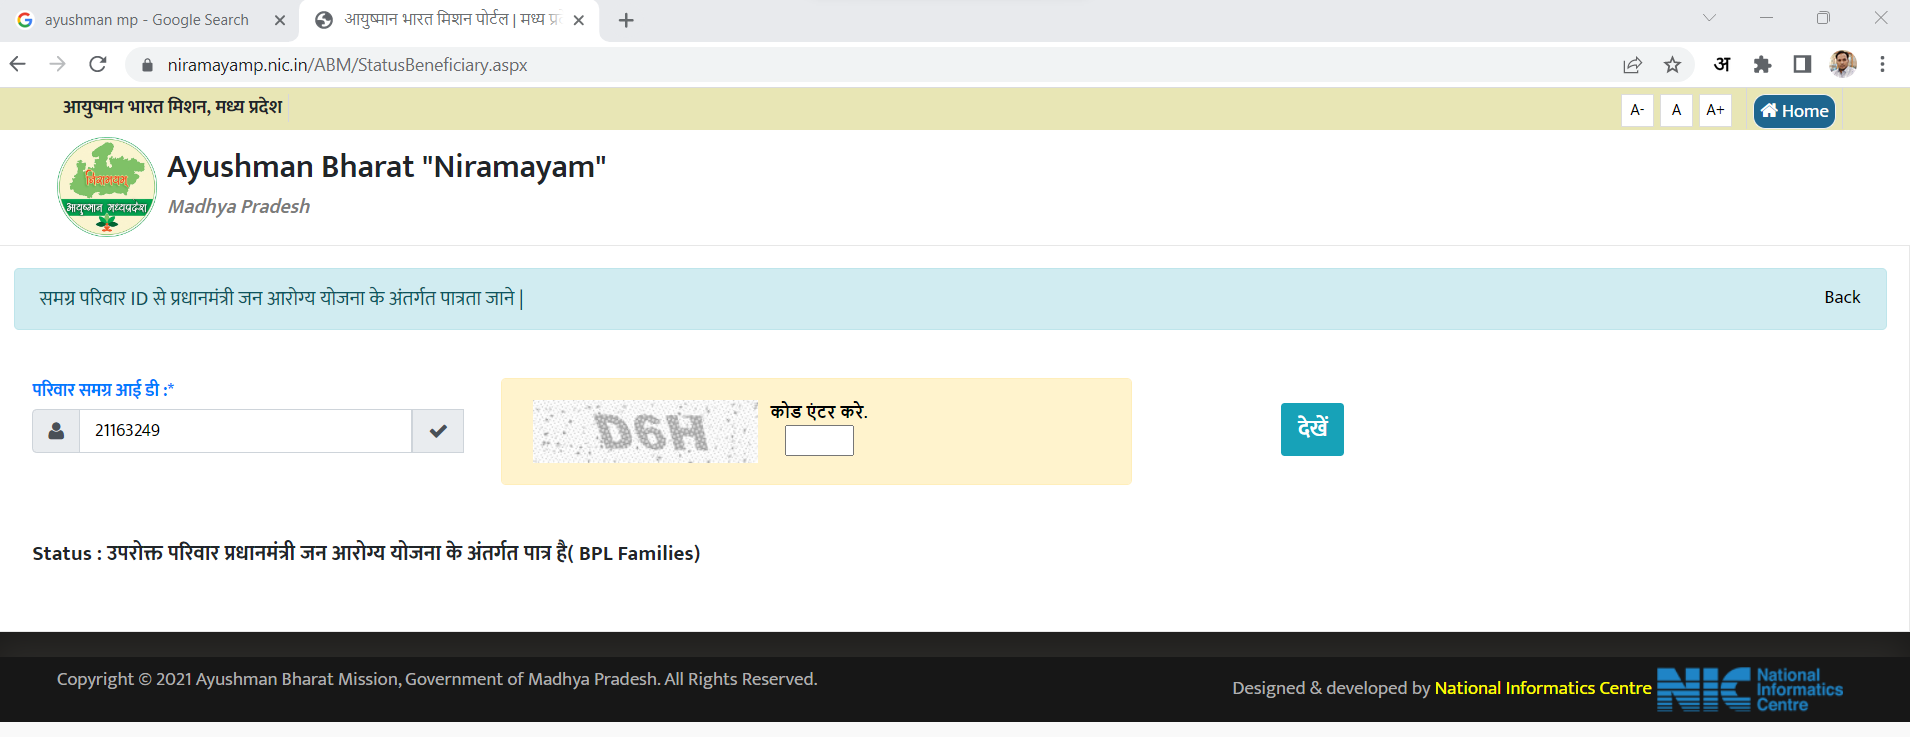 ayushman mp - Google Search
आयुष्मान भारत मिशन पोर्टल | मध्य प्र
niramayamp.nic.in/ABM/StatusBeneficiary.aspx
अ
आयुष्मान भारत मिशन, मध्य प्रदेश
A- A A+ Home
निरामयम्
आयुष्मान मध्यप्रदेश
Ayushman Bharat "Niramayam"
Madhya Pradesh
समग्र परिवार ID से प्रधानमंत्री जन आरोग्य योजना के अंतर्गत पात्रता जाने |
Back
परिवार समग्र आई डी :*
21163249
D6H
कोड एंटर करे.
देखें
Status : उपरोक्त परिवार प्रधानमंत्री जन आरोग्य योजना के अंतर्गत पात्र है( BPL Families)
Copyright © 2021 Ayushman Bharat Mission, Government of Madhya Pradesh. All Rights Reserved.
Designed & developed by National Informatics Centre
NIC
National
Informatics
Centre